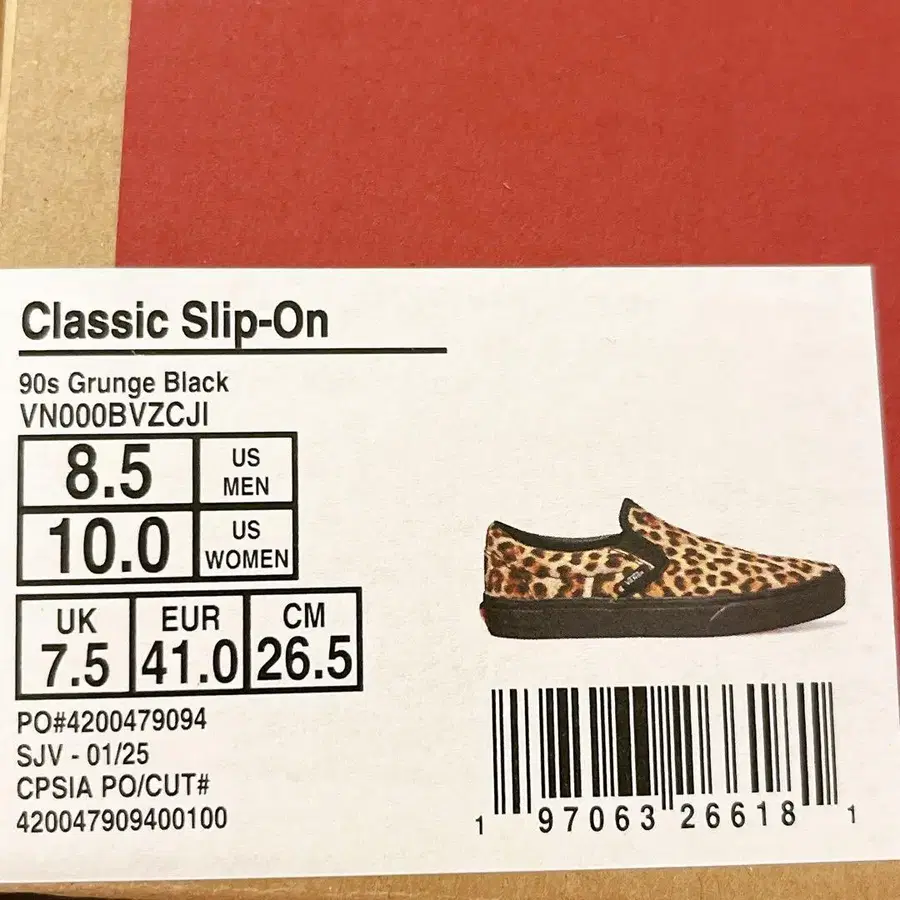 Classic Slip-On
90s Grunge Black
VN000BVZCJI
8.5 US MEN
10.0 US WOMEN
UK EUR CM
7.5 41.0 26.5
PO#4200479094
SJV - 01/25
CPSIA PO/CUT#
420047909400100
VANS
1 97063 26618 1